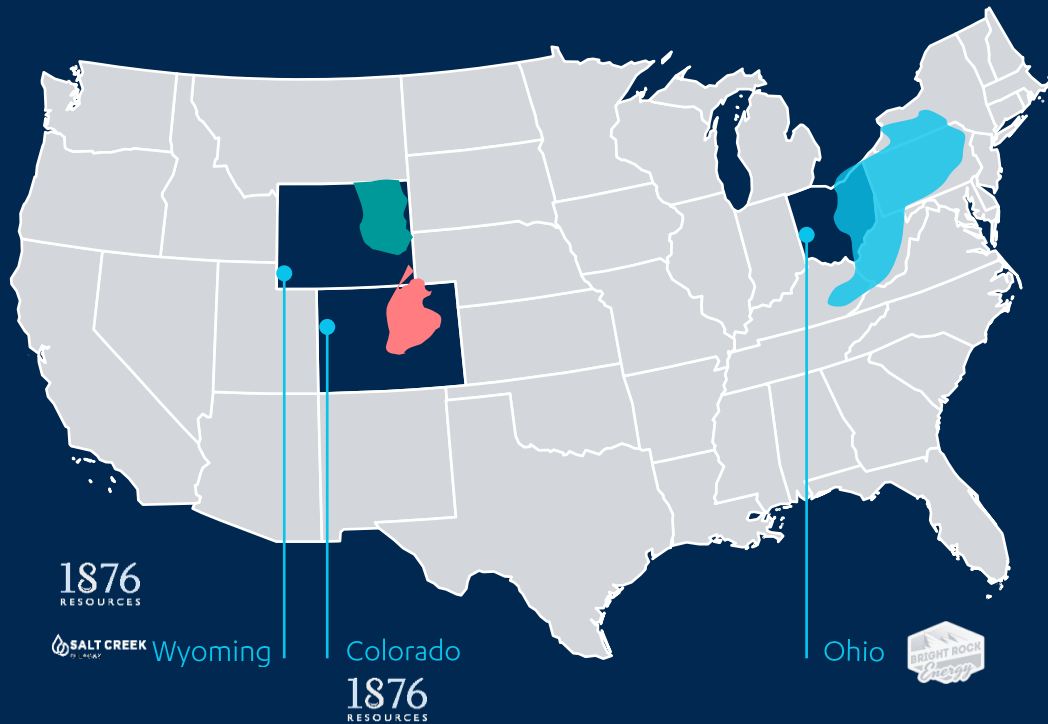 1876
RESOURCES
SALT CREEK
Wyoming
Colorado
1876
RESOURCES
Ohio
BRIGHT ROCK
Energy